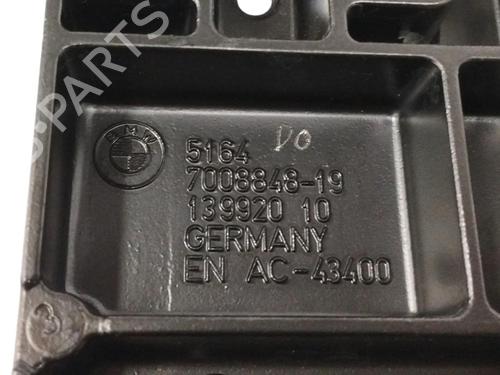 B-PARTS
BMW
5164 DO
7008848-19
139920 10
GERMANY
EN AC-43400